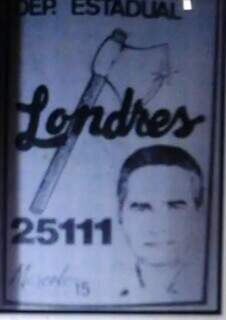 DEP. ESTADUAL
Londres
25111
15